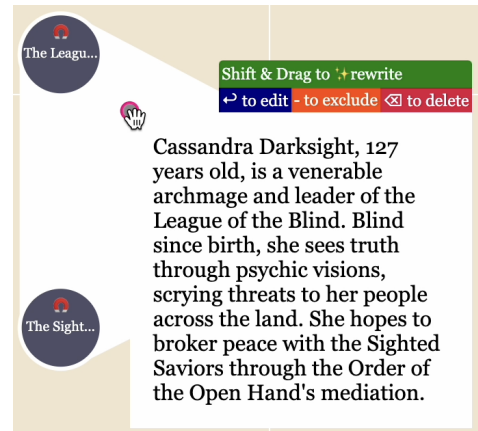 The Leagu...
Shift & Drag to ✨rewrite
↩ to edit - to exclude ⌫ to delete
Cassandra Darksight, 127
years old, is a venerable
archmage and leader of the
League of the Blind. Blind
since birth, she sees truth
through psychic visions,
scrying threats to her people
across the land. She hopes to
broker peace with the Sighted
Saviors through the Order of
the Open Hand's mediation.
The Sight...